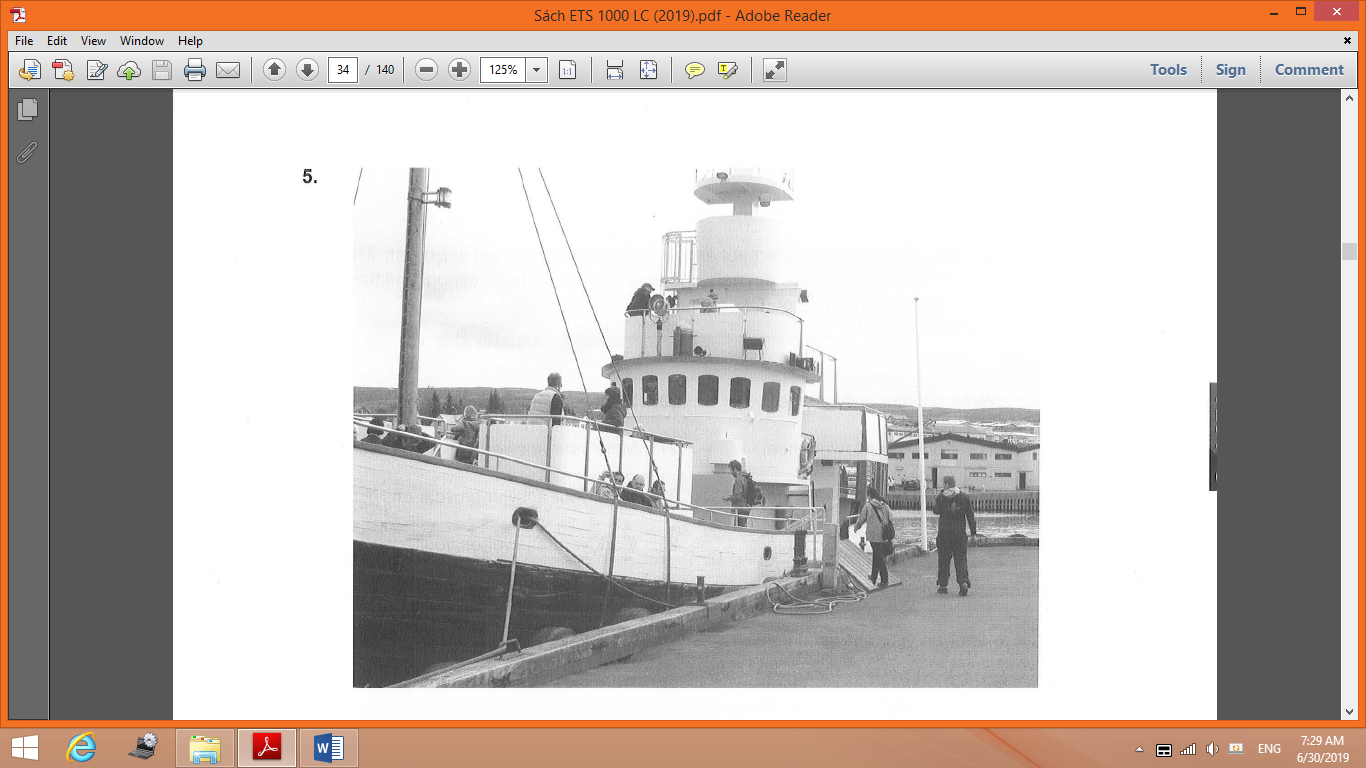 Sách ETS 1000 LC (2019).pdf - Adobe Reader
File Edit View Window Help
34 / 140 125% Tools Sign Comment
5.
ENG 7:29 AM
6/30/2019